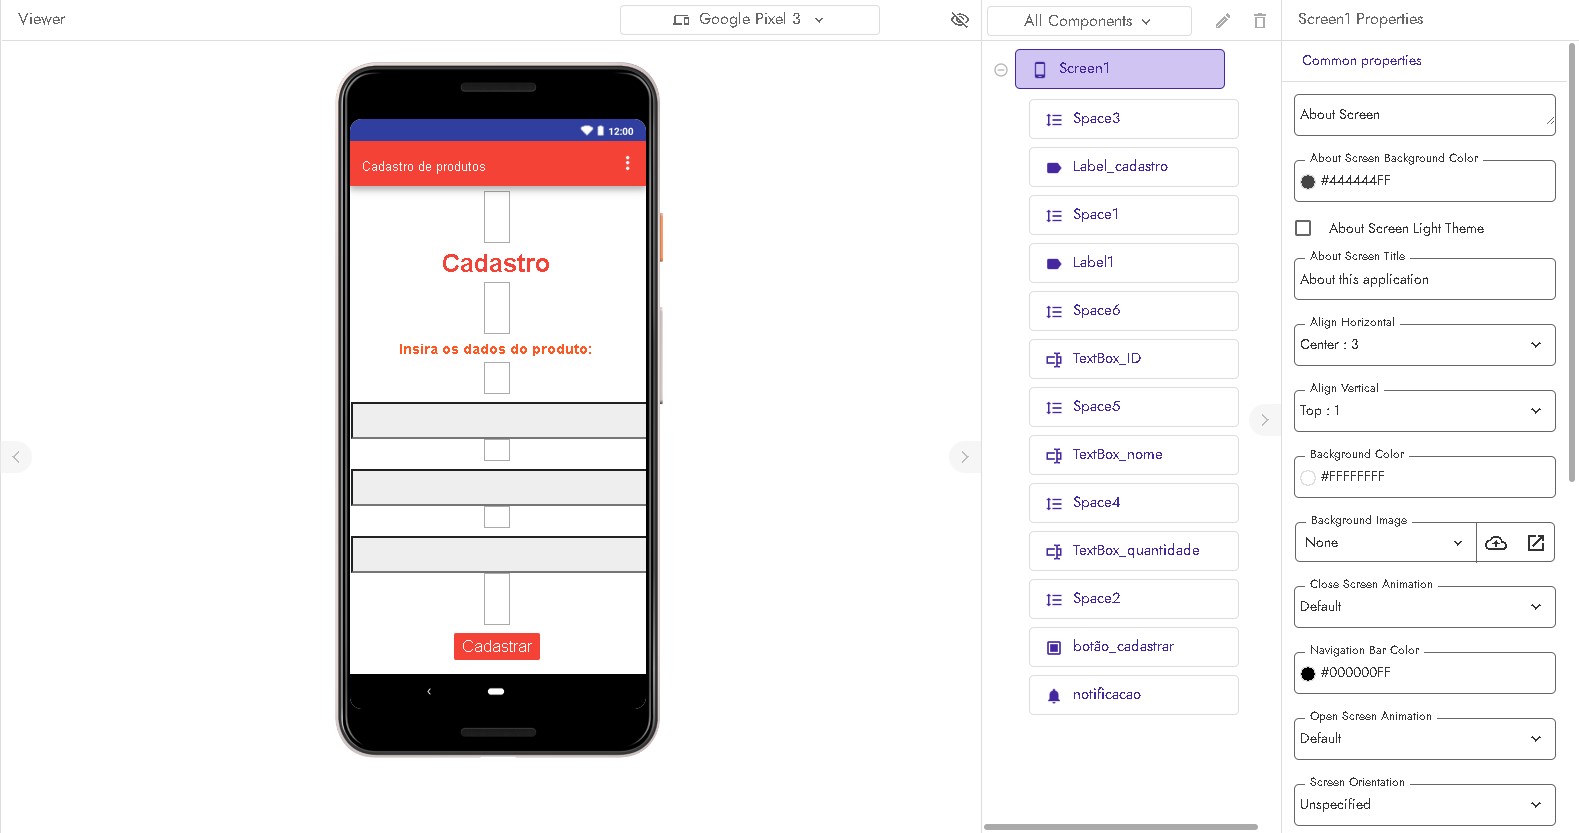 Viewer
Google Pixel 3
12:00
Cadastro de produtos
Cadastro
Insira os dados do produto:
Cadastrar
All Components
Screen1
Space3
Label_cadastro
Space1
Label1
Space6
TextBox_ID
Space5
TextBox_nome
Space4
TextBox_quantidade
Space2
botão_cadastrar
notificacao
Screen1 Properties
Common properties
About Screen
About Screen Background Color
#444444FF
About Screen Light Theme
About Screen Title
About this application
Align Horizontal
Center : 3
Align Vertical
Top : 1
Background Color
#FFFFFFFF
Background Image
None
Close Screen Animation
Default
Navigation Bar Color
#000000FF
Open Screen Animation
Default
Screen Orientation
Unspecified